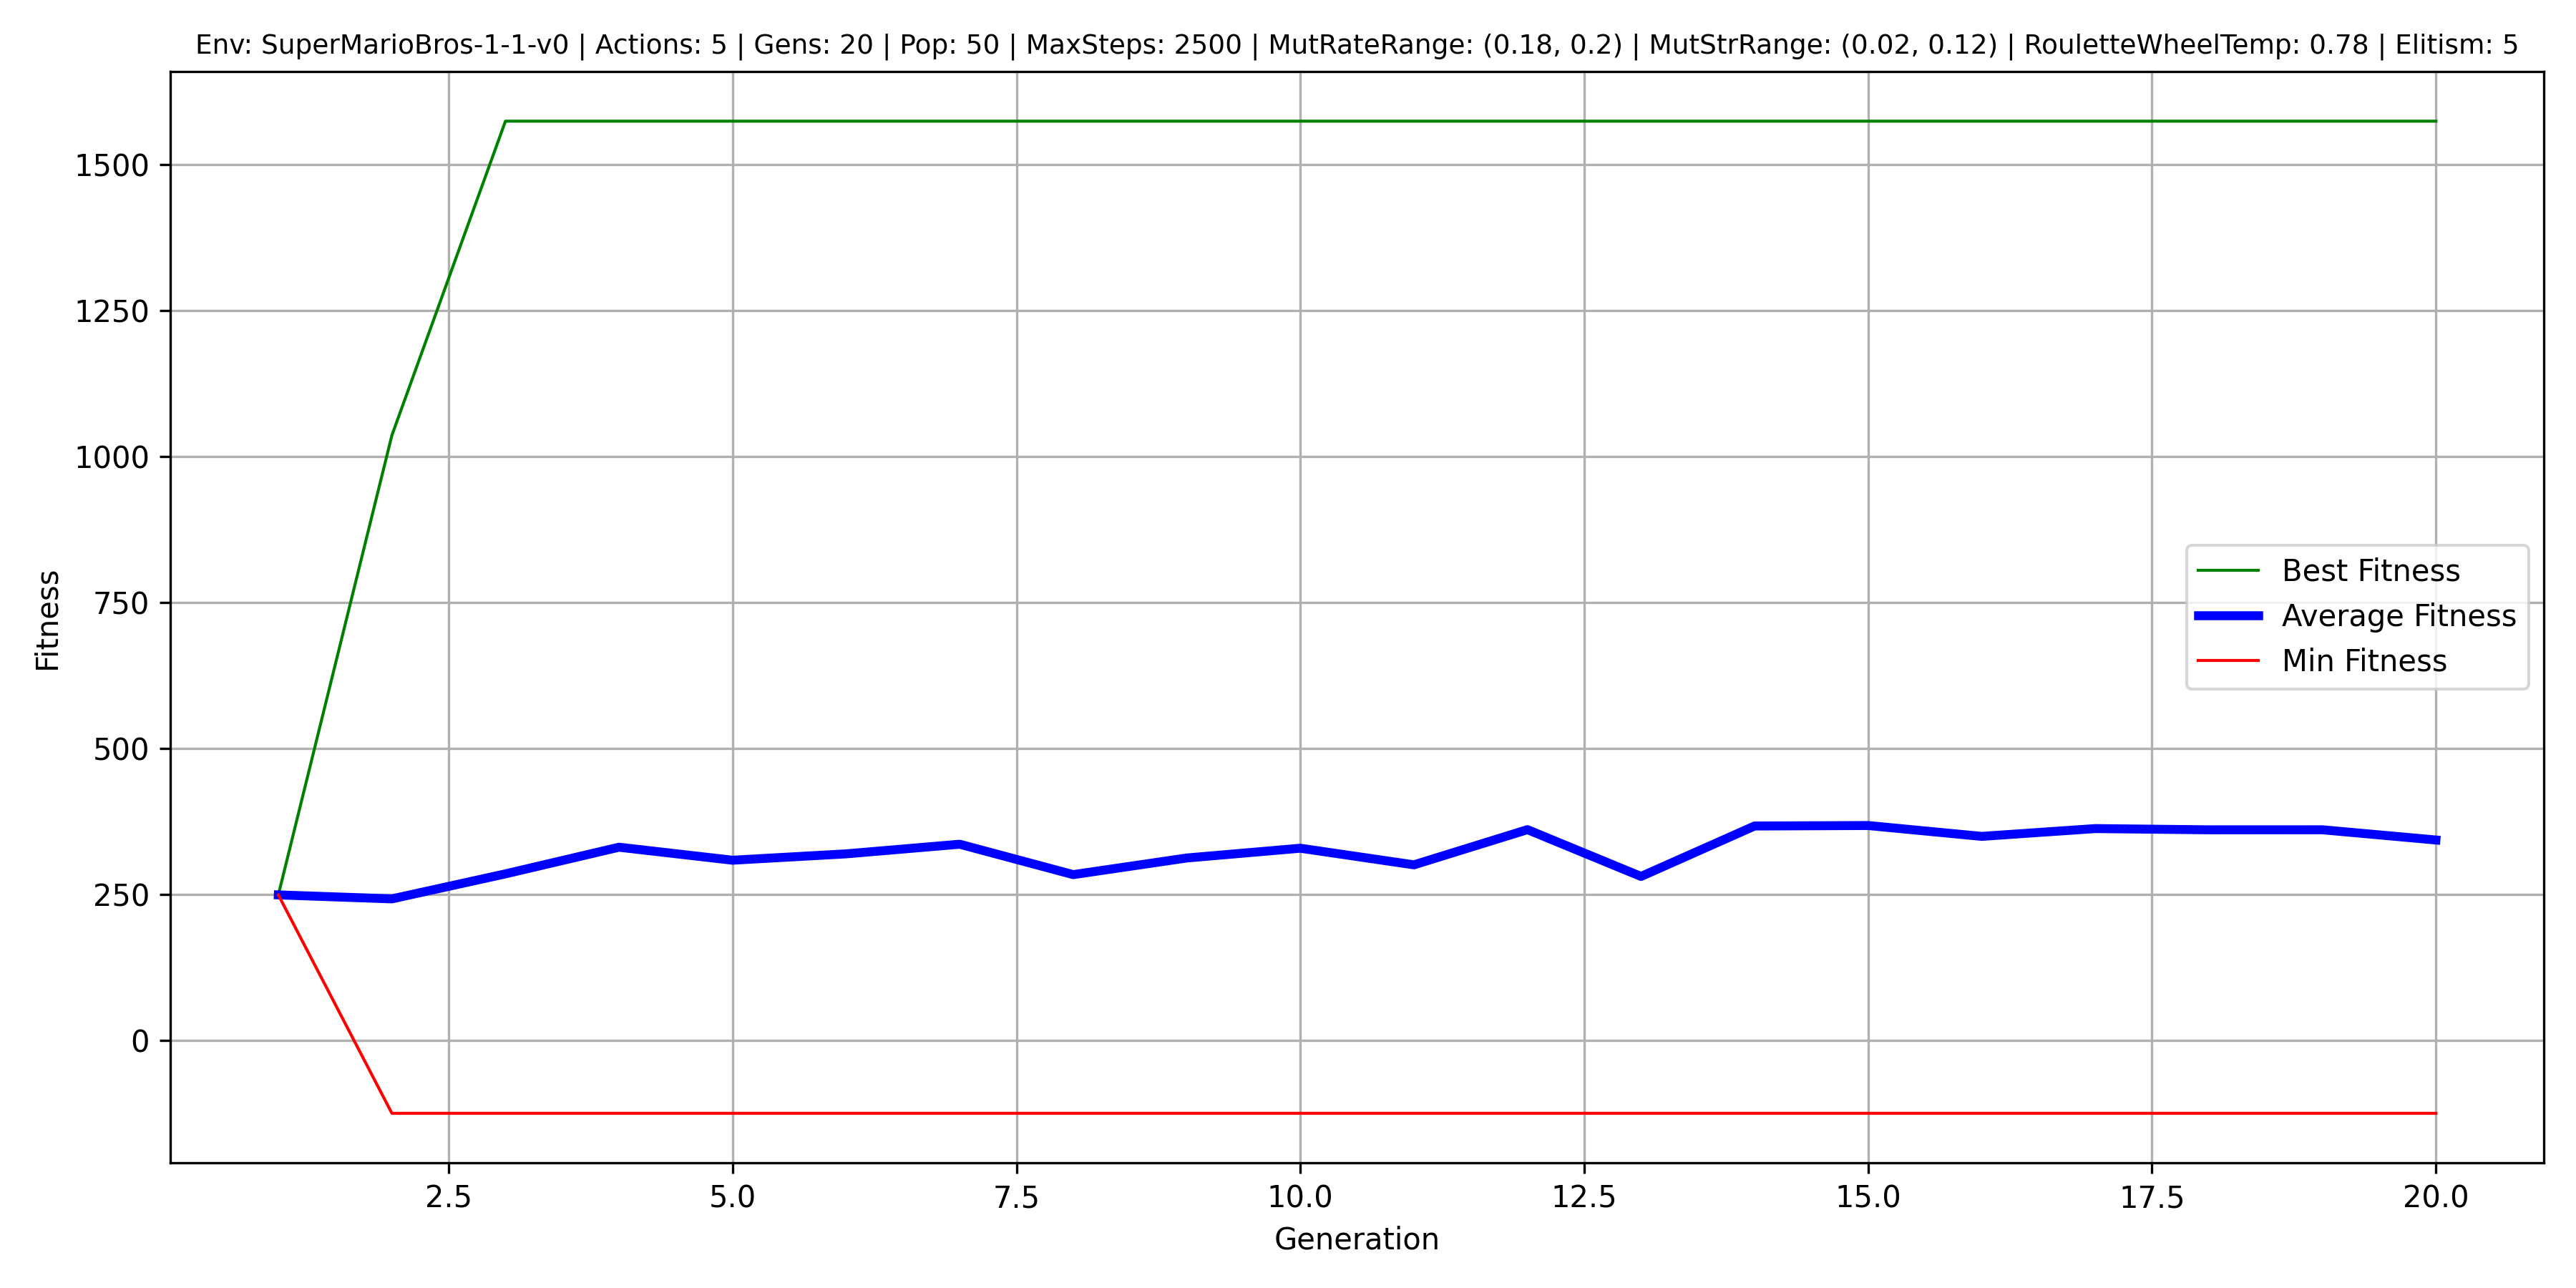 Env: SuperMarioBros-1-1-v0 | Actions: 5 | Gens: 20 | Pop: 50 | MaxSteps: 2500 | MutRateRange: (0.18, 0.2) | MutStrRange: (0.02, 0.12) | RouletteWheelTemp: 0.78 | Elitism: 5
1500
1250
1000
750
500
250
0
Fitness
Best Fitness
Average Fitness
Min Fitness
2.5 5.0 7.5 10.0 12.5 15.0 17.5 20.0
Generation